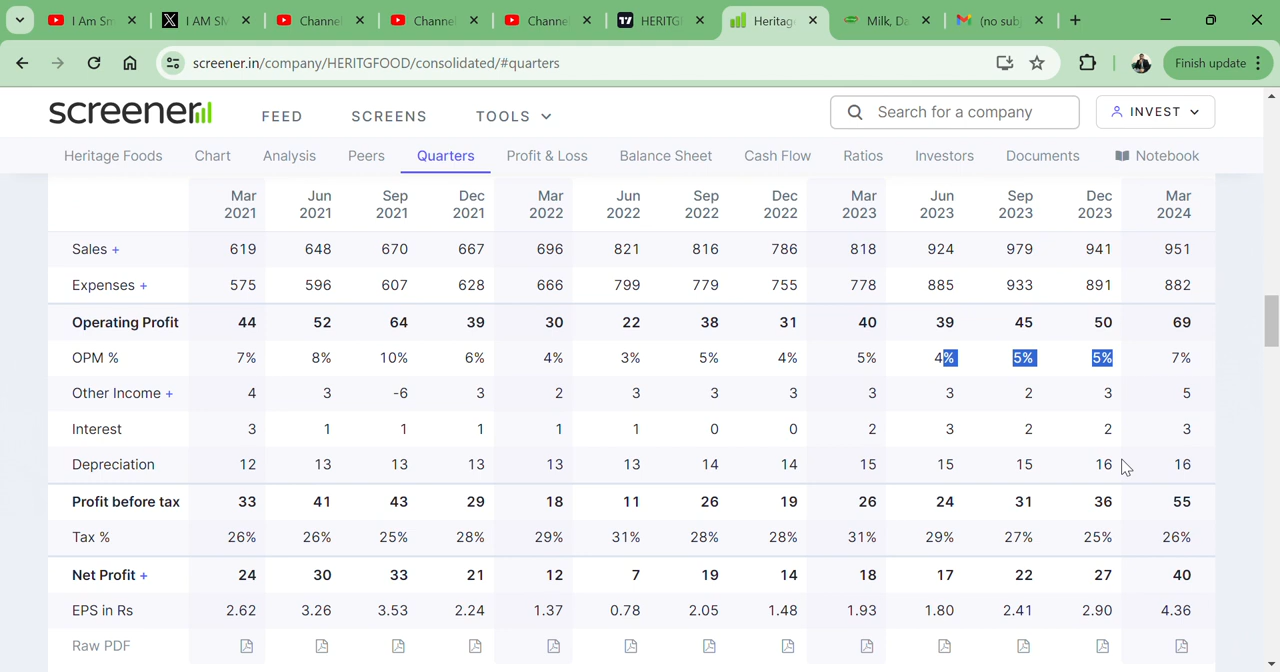 I Am Sm
I AM SM
Channel
Channel
Channe
HERITG
Heritag
Milk, Da
(no sub
screener.in/company/HERITGFOOD/consolidated/#quarters
Finish update
screener
FEED
SCREENS
TOOLS
Search for a company
INVEST
Heritage Foods Chart Analysis Peers Quarters Profit & Loss Balance Sheet Cash Flow Ratios Investors Documents Notebook
Mar Jun Sep Dec Mar Jun Sep Dec Mar Jun Sep Dec Mar
2021 2021 2021 2021 2022 2022 2022 2022 2023 2023 2023 2023 2024
Sales + 619 648 670 667 696 821 816 786 818 924 979 941 951
Expenses + 575 596 607 628 666 799 779 755 778 885 933 891 882
Operating Profit 44 52 64 39 30 22 38 31 40 39 45 50 69
OPM % 7% 8% 10% 6% 4% 3% 5% 4% 5% 4% 5% 5% 7%
Other Income + 4 3 -6 3 2 3 3 3 3 3 2 3 5
Interest 3 1 1 1 1 1 0 0 2 3 2 2 3
Depreciation 12 13 13 13 13 13 14 14 15 15 15 16 16
Profit before tax 33 41 43 29 18 11 26 19 26 24 31 36 55
Tax % 26% 26% 25% 28% 29% 31% 28% 28% 31% 29% 27% 25% 26%
Net Profit + 24 30 33 21 12 7 19 14 18 17 22 27 40
EPS in Rs 2.62 3.26 3.53 2.24 1.37 0.78 2.05 1.48 1.93 1.80 2.41 2.90 4.36
Raw PDF